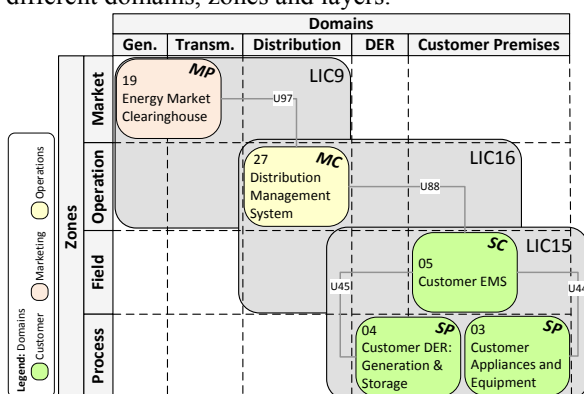 different domains, zones and layers.
Domains
Gen. Transm. Distribution DER Customer Premises
Zones
Market
Operation
Field
Process
MP
19
Energy Market
Clearinghouse
U97
LIC9
MC
27
Distribution
Management
System
U88
LIC16
SC
05
Customer EMS
LIC15
U45
U44
SP
04
Customer DER:
Generation &
Storage
SP
03
Customer
Appliances and
Equipment
Legend: Domains
Customer Marketing Operations